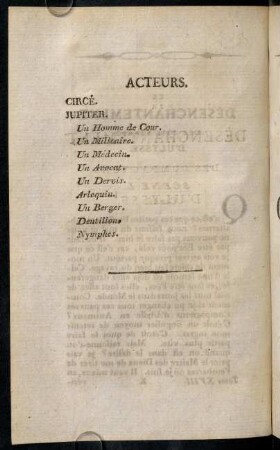 ACTEURS.
CIRCÉ.
JUPITER.
Un Homme de Cour.
Un Militaire.
Un Médecin.
Un Avocat.
Un Dervis.
Arlequin.
Un Berger.
Dentillon.
Nymphes.